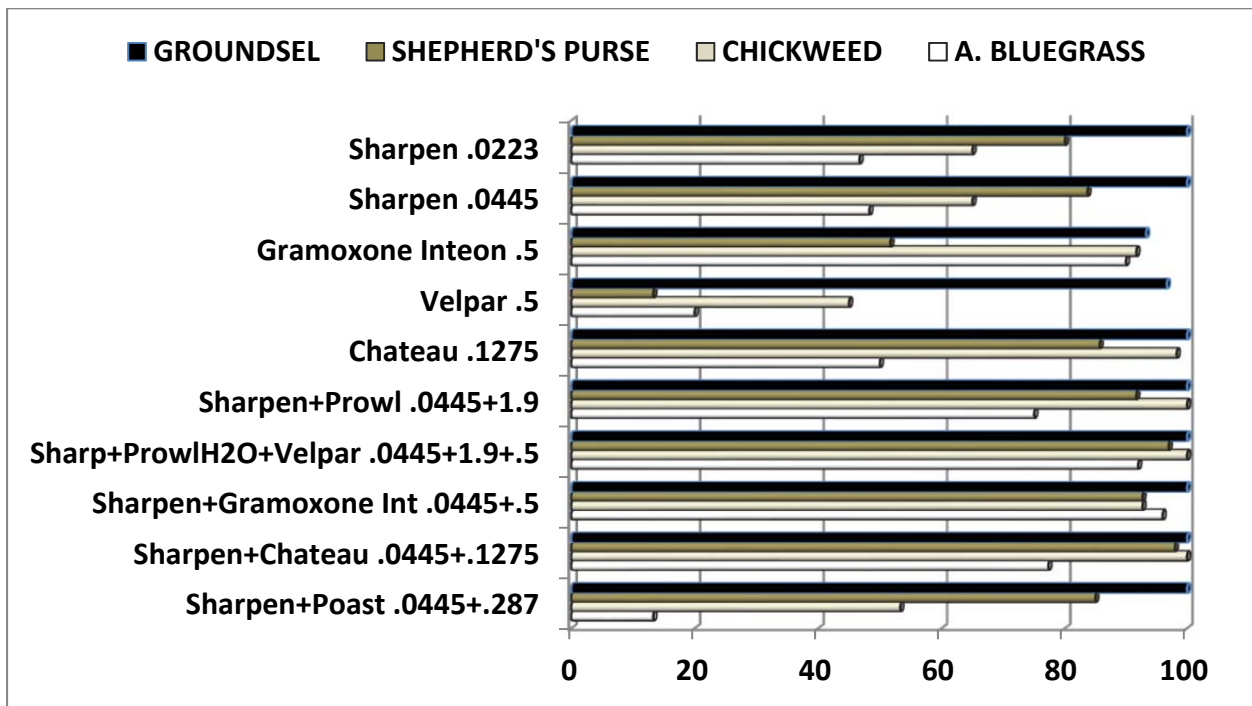 GROUNDSEL SHEPHERD'S PURSE CHICKWEED A. BLUEGRASS
Sharpen .0223
Sharpen .0445
Gramoxone Inteon .5
Velpar .5
Chateau .1275
Sharpen+Prowl .0445+1.9
Sharp+ProwlH2O+Velpar .0445+1.9+.5
Sharpen+Gramoxone Int .0445+.5
Sharpen+Chateau .0445+.1275
Sharpen+Poast .0445+.287
0 20 40 60 80 100